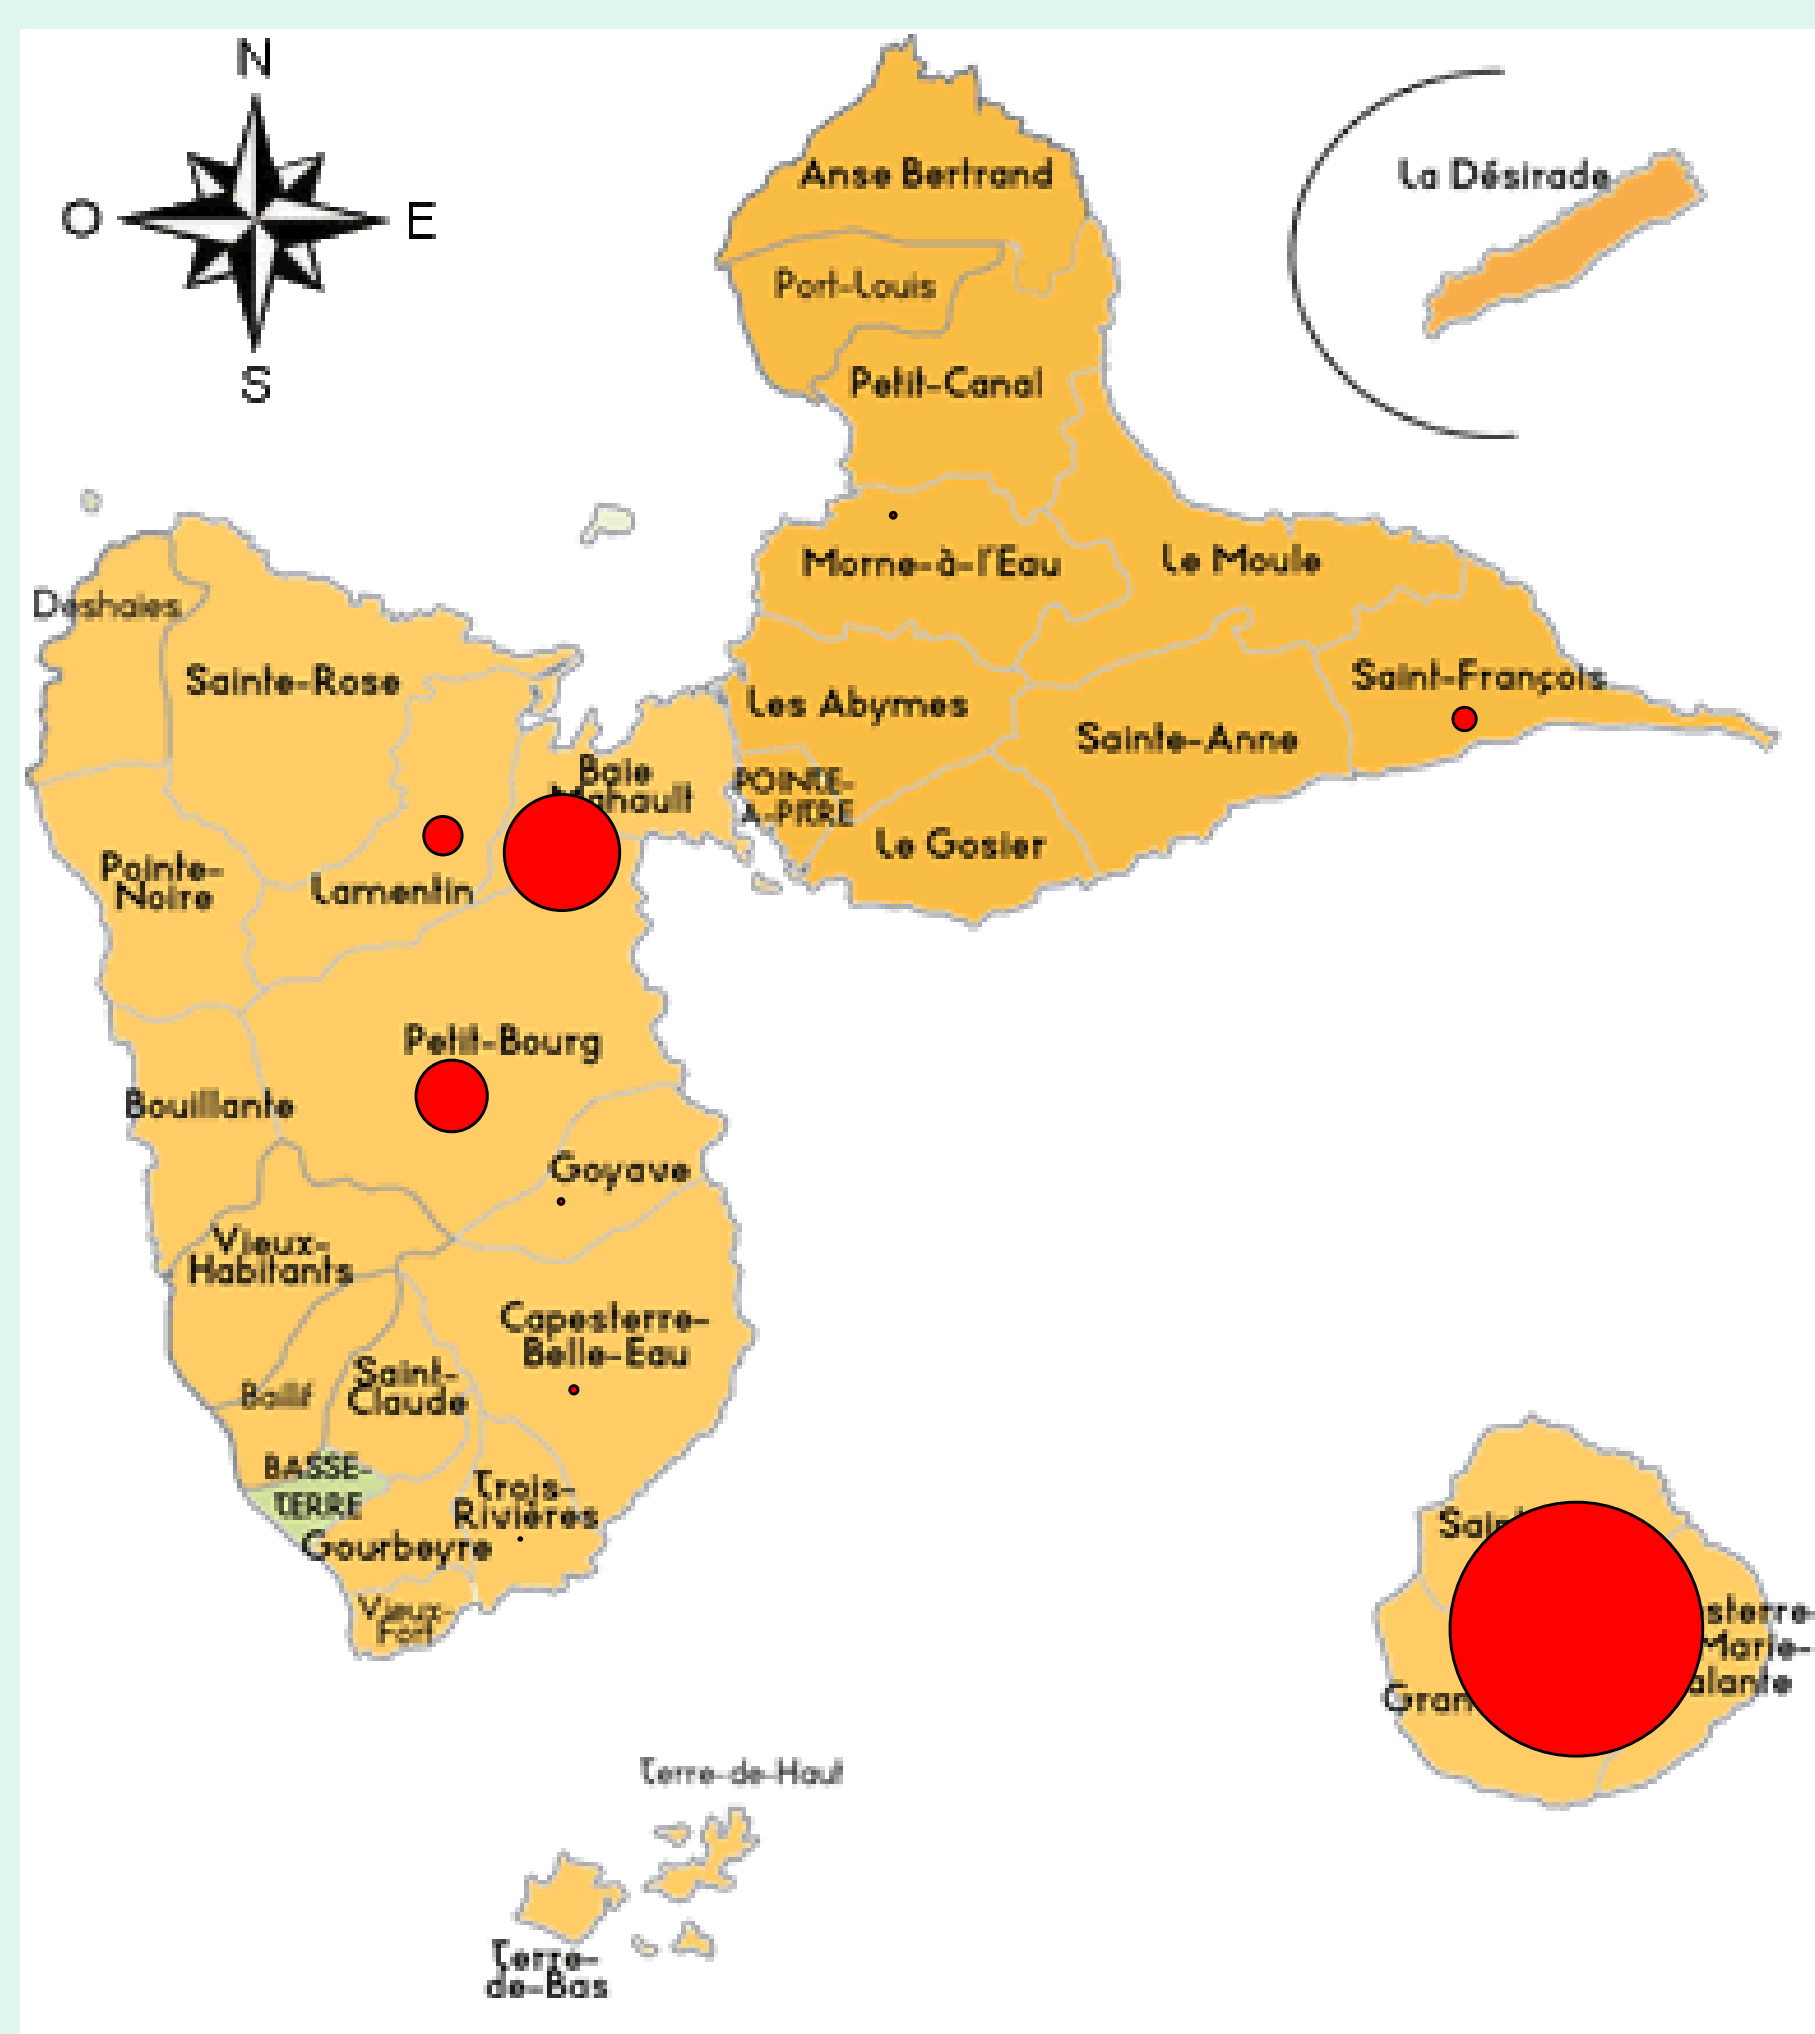 N
O
E
S
Anse Bertrand
La Désirade
Port-Louis
Petit-Canal
Morne-à-l'Eau
Le Moule
Deshaies
Sainte-Rose
Saint-François
Les Abymes
Sainte-Anne
Baie
Mahault
POINTE-
A-PITRE
Le Gosier
Pointe-
Noire
Lamentin
Petit-Bourg
Bouillante
Goyave
Vieux-
Habitants
Capesterre-
Belle-Eau
Saint-
Claude
Baillif
BASSE-
TERRE
Trois-
Rivières
Gourbeyre
Vieux-
Fort
Terre-de-Haut
Terre-
de-Bas